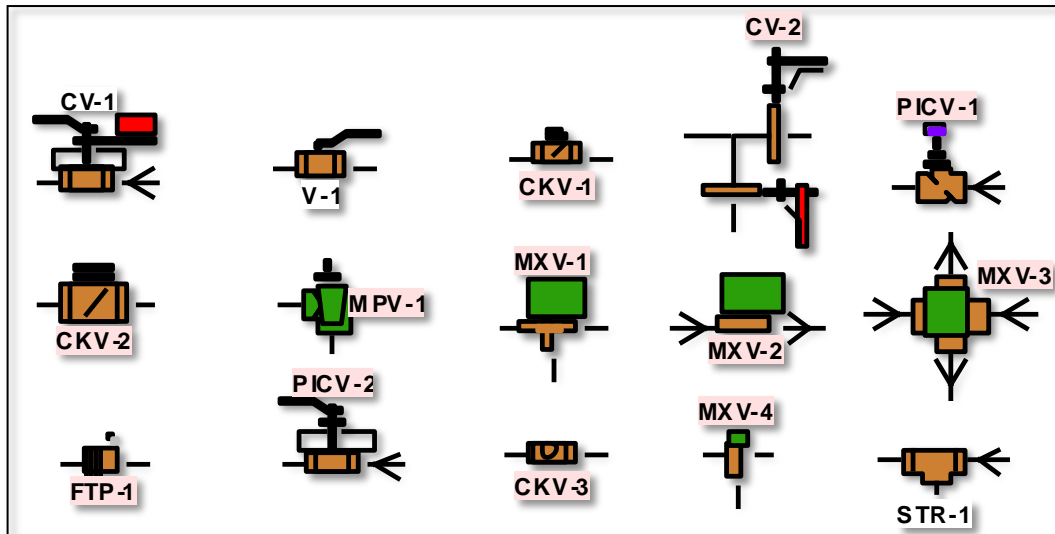 CV-2
CV-1
PICV-1
CKV-1
V-1
MXV-1
MXV-3
MPV-1
CKV-2
MXV-2
PICV-2
MXV-4
FTP-1
CKV-3
STR-1